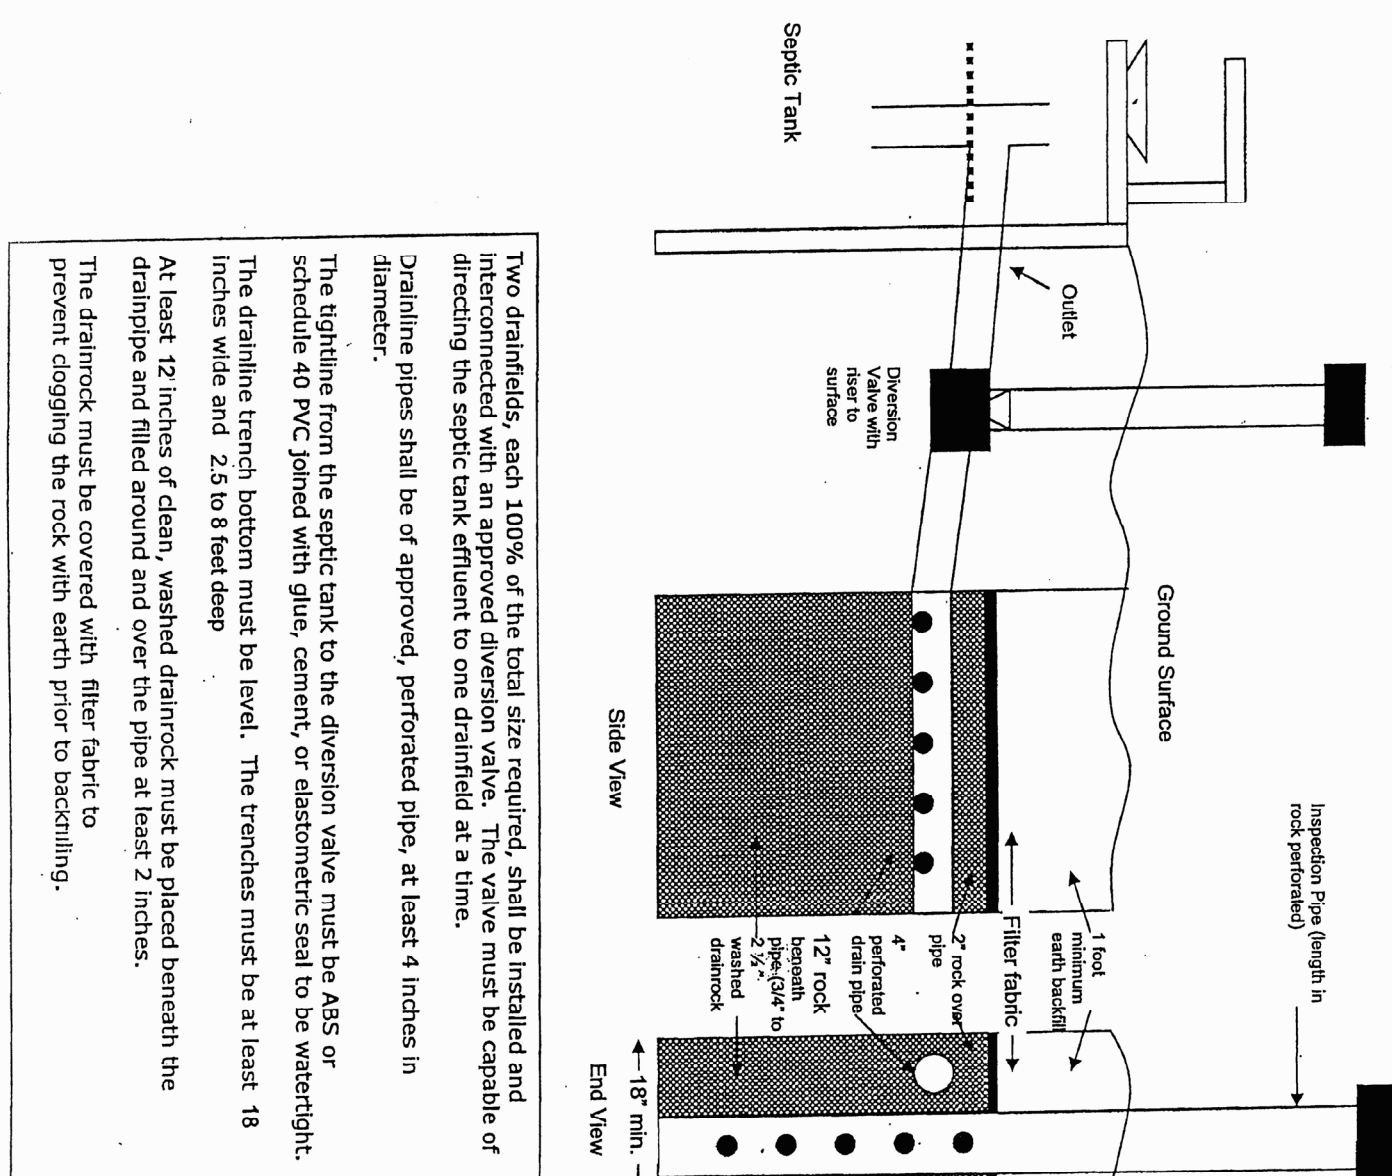 Septic Tank
Outlet
Diversion
Valve with
riser to
surface
Ground Surface
Inspection Pipe (length in
rock perforated)
1 foot
minimum
earth backfill
Filter fabric
2" rock over
pipe
4"
perforated
drain pipe
12" rock
beneath
pipe (3/4" to
2 ½".
washed
drainrock
Side View
18" min.
End View
Two drainfields, each 100% of the total size required, shall be installed and
interconnected with an approved diversion valve. The valve must be capable of
directing the septic tank effluent to one drainfield at a time.
Drainline pipes shall be of approved, perforated pipe, at least 4 inches in
diameter.
The tightline from the septic tank to the diversion valve must be ABS or
schedule 40 PVC joined with glue, cement, or elastometric seal to be watertight.
The drainline trench bottom must be level. The trenches must be at least 18
inches wide and 2.5 to 8 feet deep
At least 12 inches of clean, washed drainrock must be placed beneath the
drainpipe and filled around and over the pipe at least 2 inches.
The drainrock must be covered with filter fabric to
prevent clogging the rock with earth prior to backfilling.